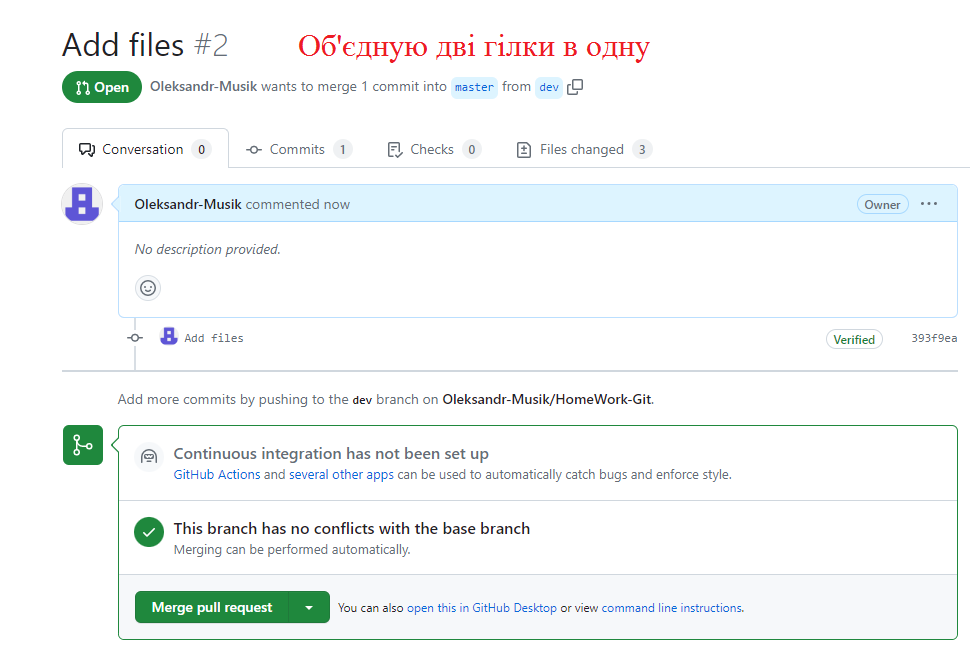 Add files #2
Об'єдную дві гілки в одну
Open
Oleksandr-Musik wants to merge 1 commit into master from dev
Conversation 0
Commits 1
Checks 0
Files changed 3
Oleksandr-Musik commented now
Owner
No description provided.
Add files
Verified
393f9ea
Add more commits by pushing to the dev branch on Oleksandr-Musik/HomeWork-Git.
Continuous integration has not been set up
GitHub Actions and several other apps can be used to automatically catch bugs and enforce style.
This branch has no conflicts with the base branch
Merging can be performed automatically.
Merge pull request
You can also open this in GitHub Desktop or view command line instructions.